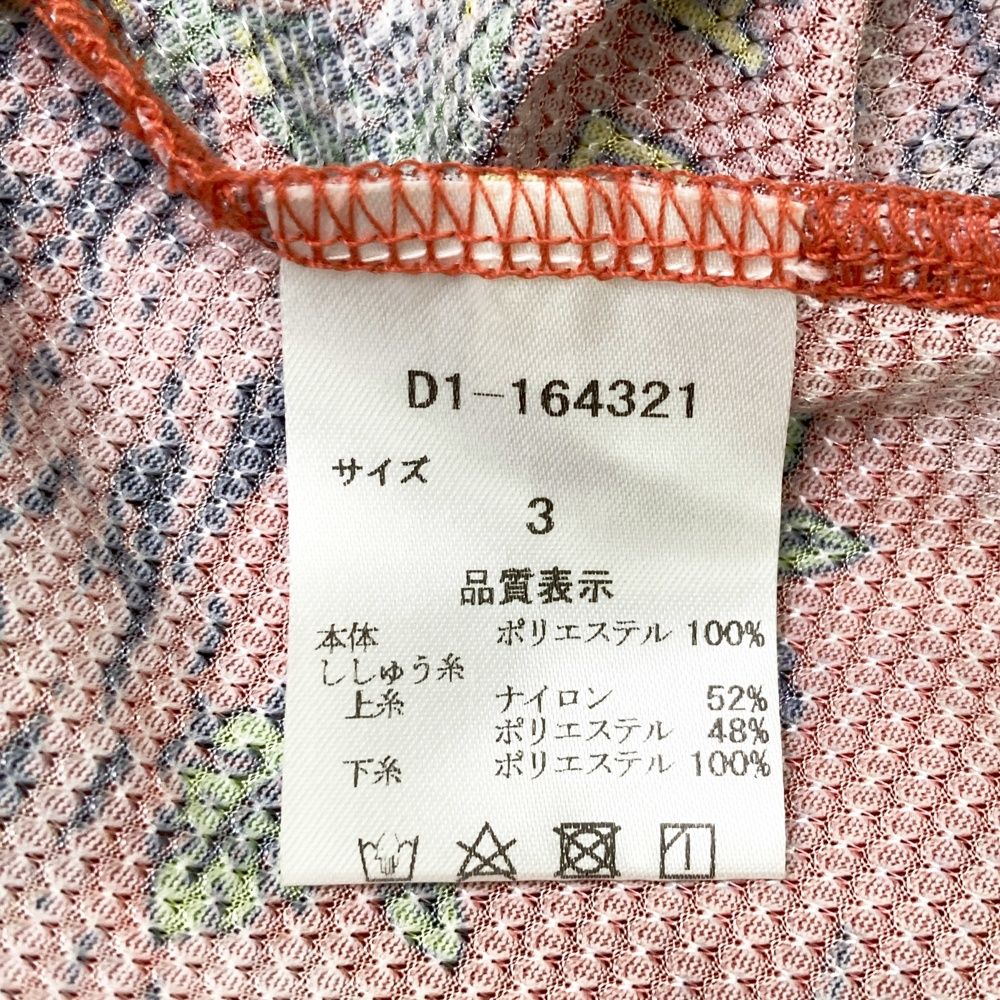 D1-164321
サイズ
3
品質表示
本体 ポリエステル 100%
ししゅう糸
上糸 ナイロン 52%
ポリエステル 48%
下糸 ポリエステル 100%